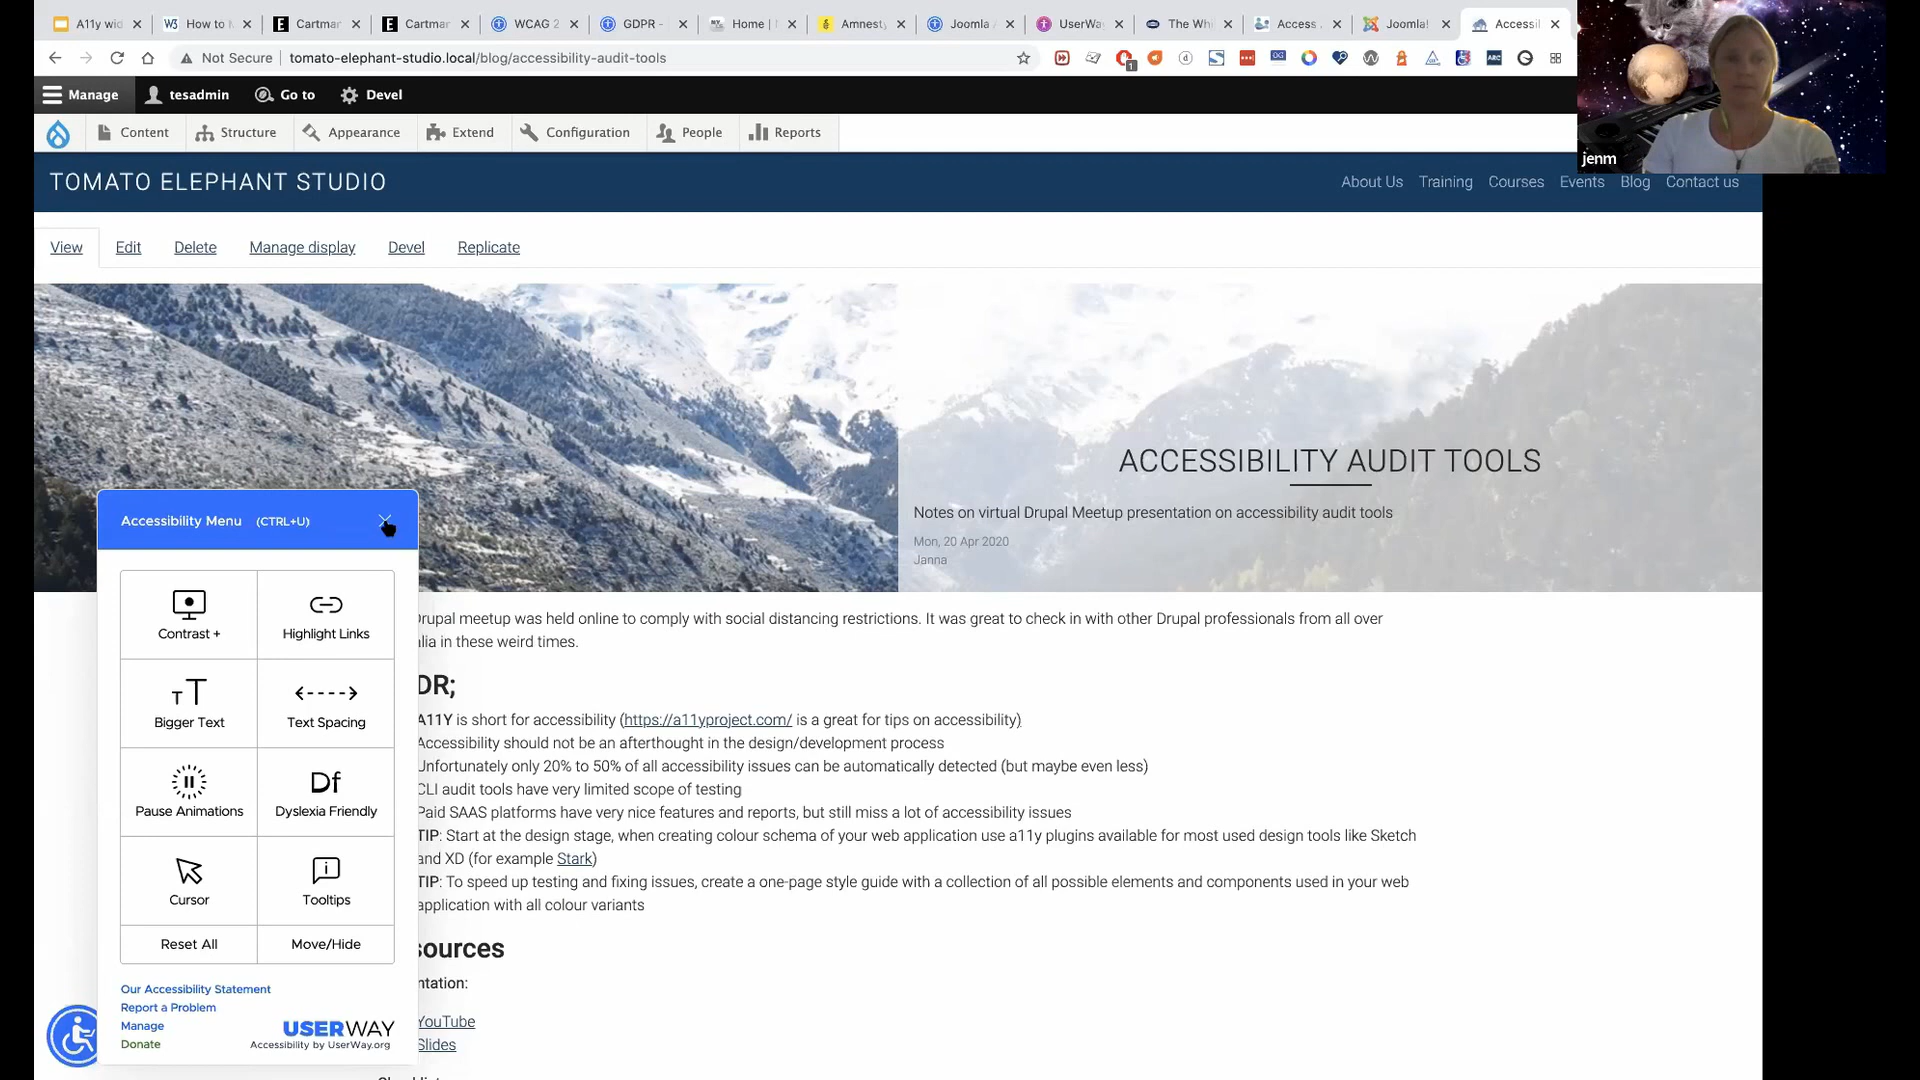 A11y wid
How to M
Cartmar
Cartmar
WCAG 2
GDPR -
Home |
Amnest
Joomla
UserWay
The Whi
Access
Joomla!
Accessil
Not Secure
tomato-elephant-studio.local/blog/accessibility-audit-tools
1
ARC
Manage
tesadmin
Go to
Devel
Content
Structure
Appearance
Extend
Configuration
People
Reports
jenm
TOMATO ELEPHANT STUDIO
About Us
Training
Courses
Events
Blog
Contact us
View
Edit
Delete
Manage display
Devel
Replicate
ACCESSIBILITY AUDIT TOOLS
Notes on virtual Drupal Meetup presentation on accessibility audit tools
Mon, 20 Apr 2020
Janna
Accessibility Menu (CTRL+U)
Contrast +
Highlight Links
Bigger Text
Text Spacing
Pause Animations
Df
Dyslexia Friendly
Cursor
Tooltips
Reset All
Move/Hide
Our Accessibility Statement
Report a Problem
Manage
Donate
USERWAY
Accessibility by UserWay.org
rupal meetup was held online to comply with social distancing restrictions. It was great to check in with other Drupal professionals from all over
lia in these weird times.
DR;
A11Y is short for accessibility (https://a11yproject.com/ is a great for tips on accessibility)
Accessibility should not be an afterthought in the design/development process
Unfortunately only 20% to 50% of all accessibility issues can be automatically detected (but maybe even less)
CLI audit tools have very limited scope of testing
Paid SAAS platforms have very nice features and reports, but still miss a lot of accessibility issues
TIP: Start at the design stage, when creating colour schema of your web application use a11y plugins available for most used design tools like Sketch
and XD (for example Stark)
TIP: To speed up testing and fixing issues, create a one-page style guide with a collection of all possible elements and components used in your web
application with all colour variants
sources
ntation:
YouTube
Slides